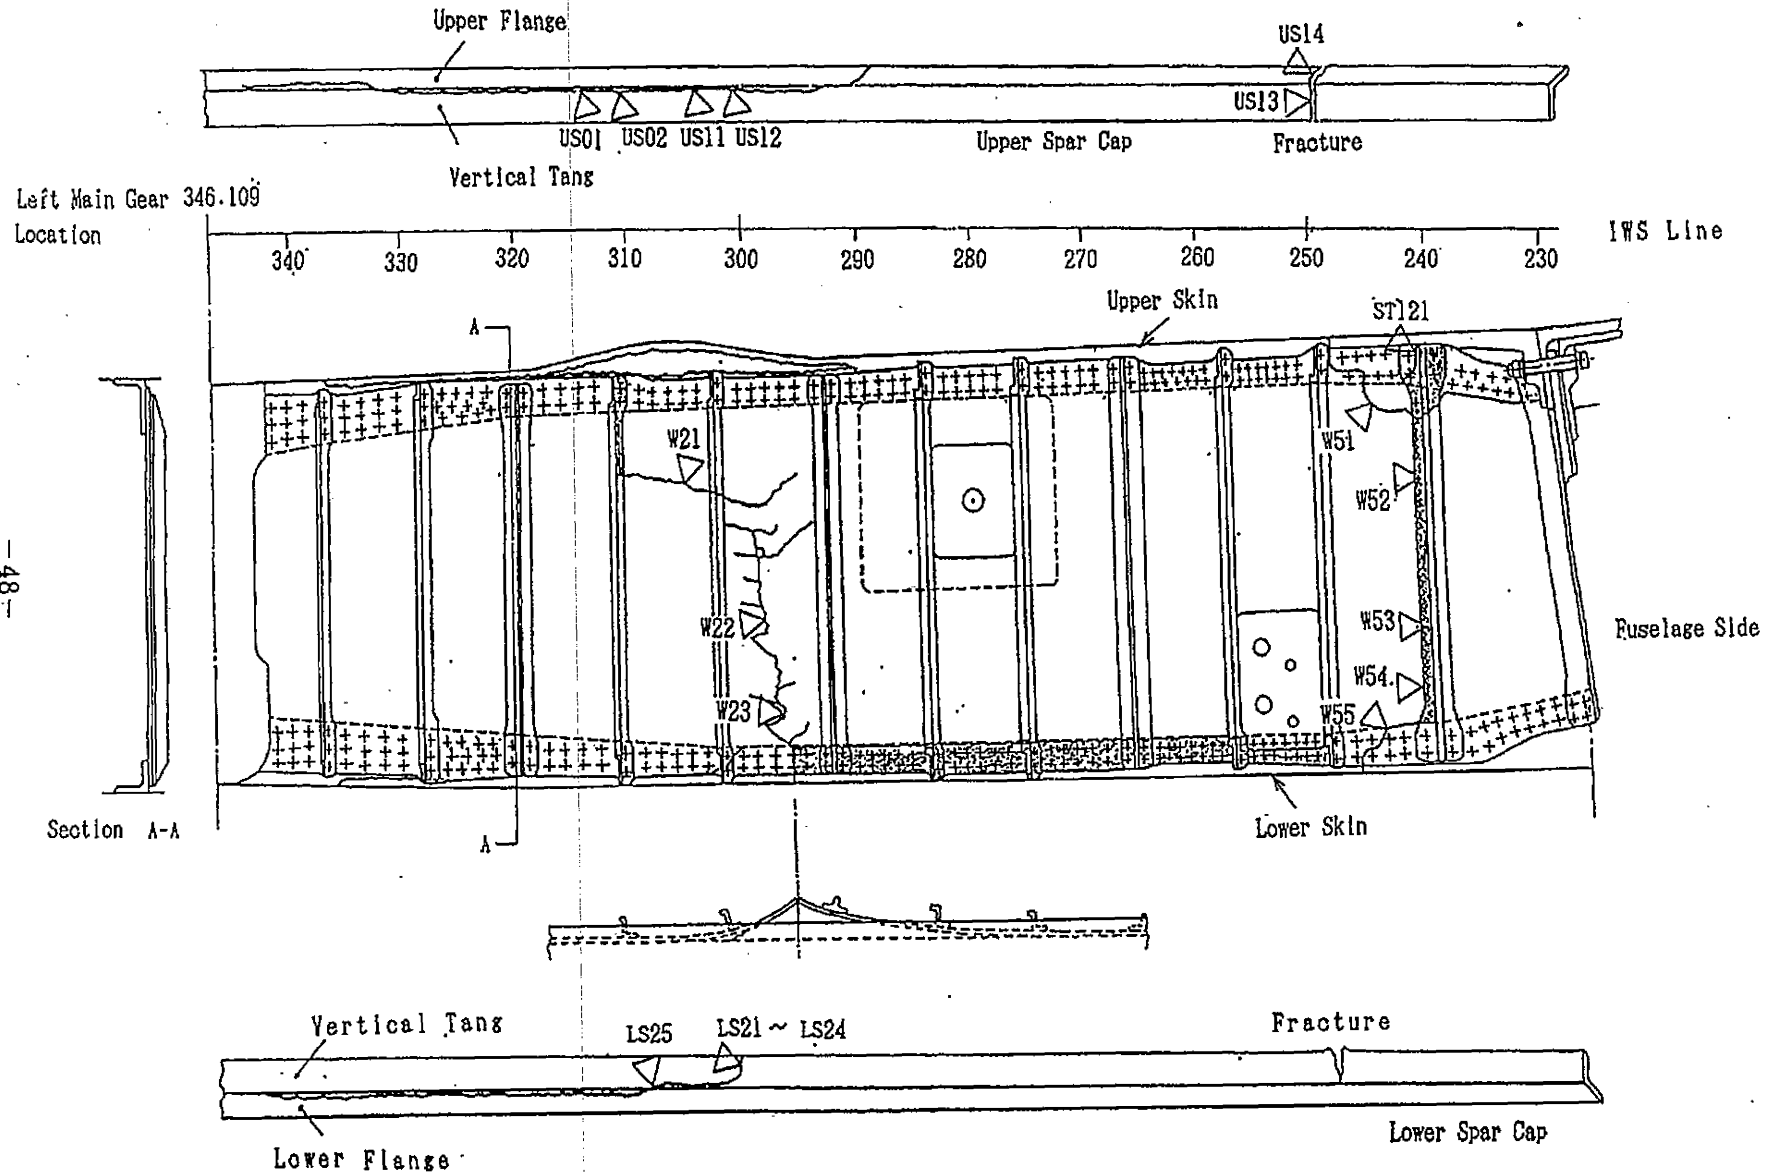 Upper Flange
US14
US13
US01 US02 US11 US12
Upper Spar Cap
Fracture
Vertical Tang
Left Main Gear 346.109
Location
IWS Line
340 330 320 310 300 290 280 270 260 250 240 230
Upper Skin
ST121
A
W21
W51
W52
W22
W53
Fuselage Side
W54
W23
W55
Section A-A
A
Lower Skin
—48—
Vertical Tang
LS25
LS21 ~ LS24
Fracture
Lower Spar Cap
Lower Flange